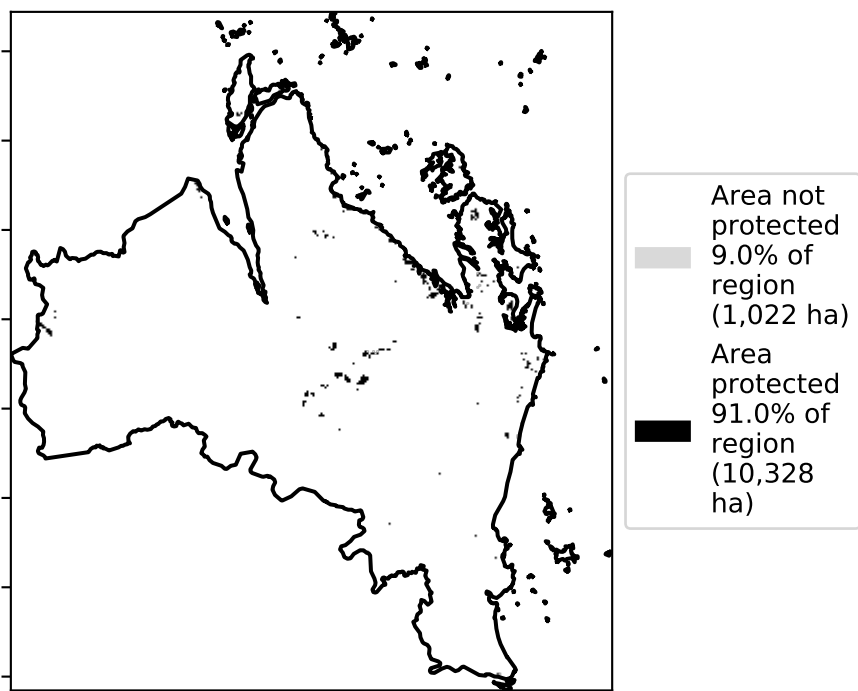 Area not
protected
9.0% of
region
(1,022 ha)
Area
protected
91.0% of
region
(10,328
ha)